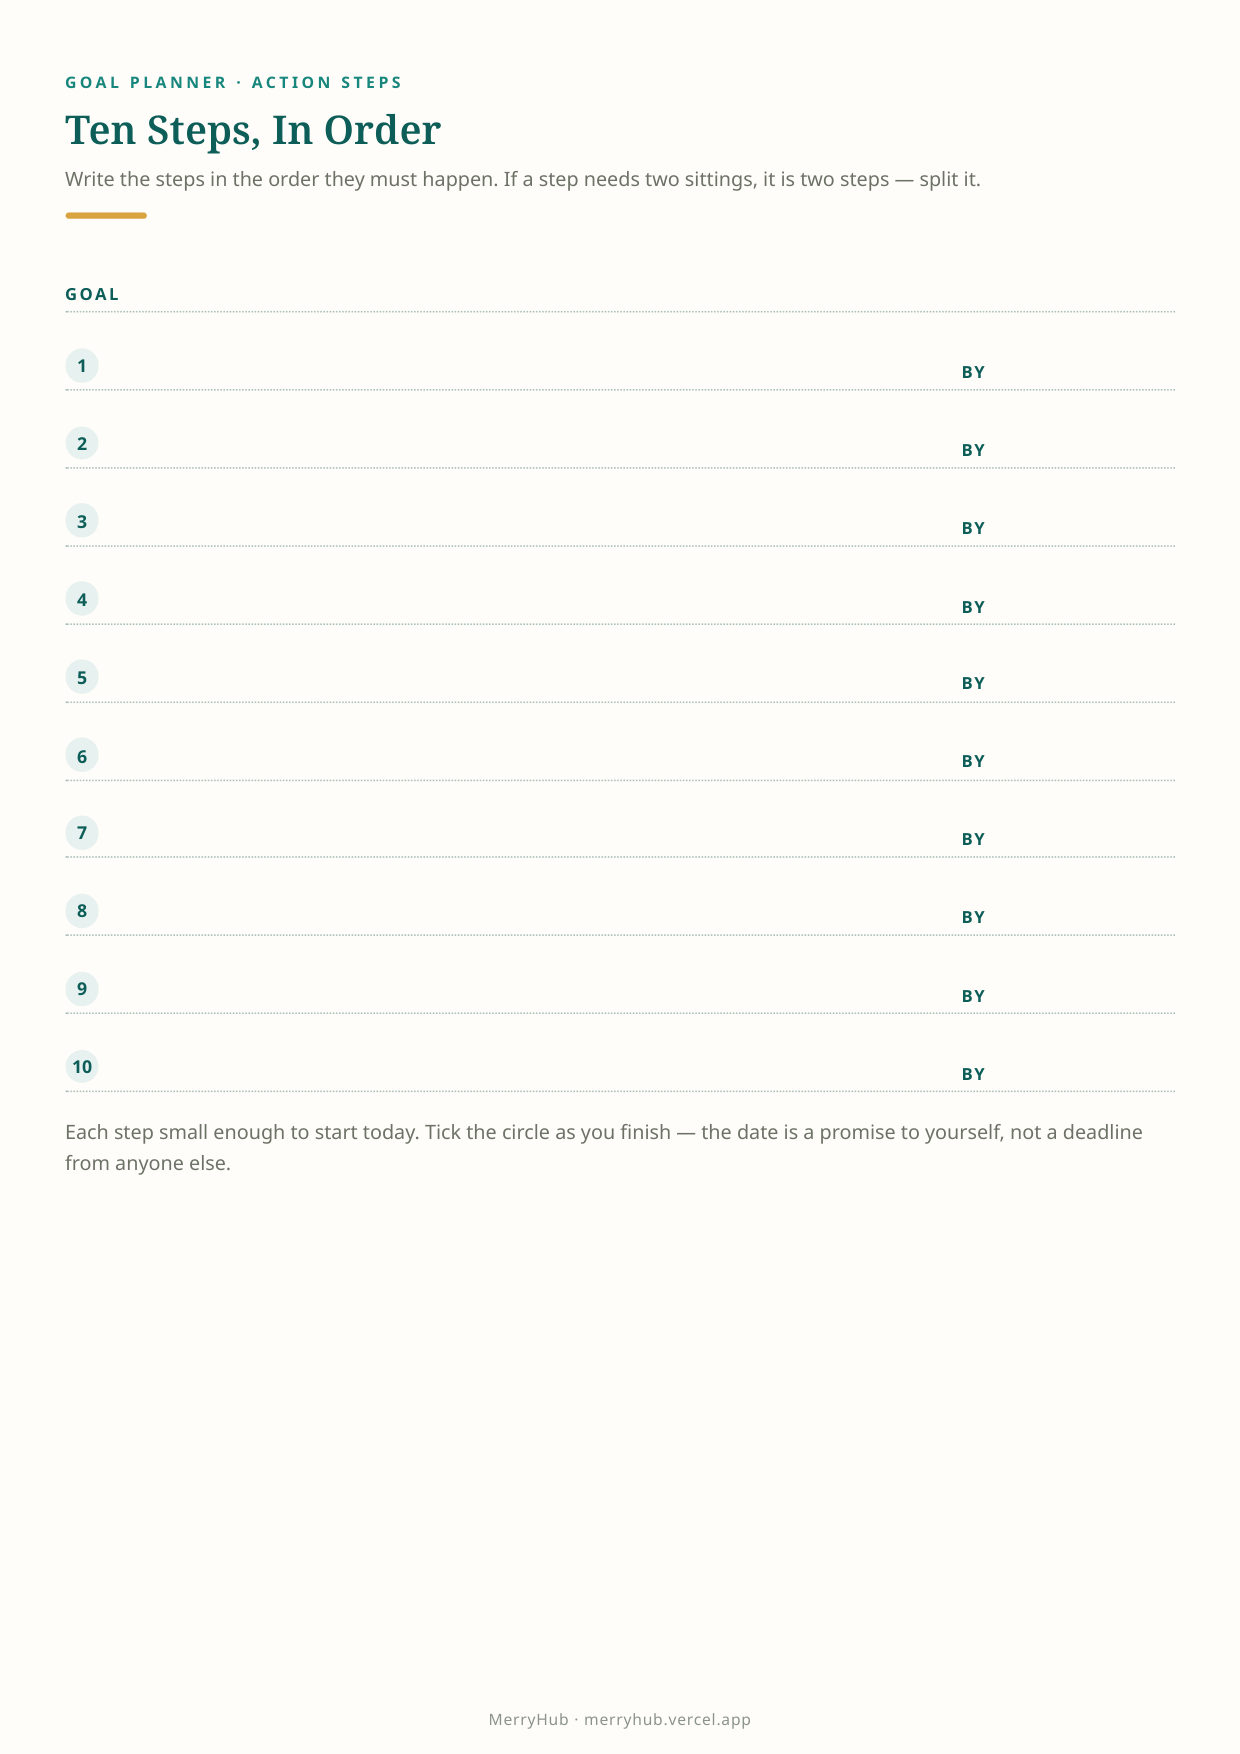 GOAL PLANNER · ACTION STEPS
Ten Steps, In Order
Write the steps in the order they must happen. If a step needs two sittings, it is two steps — split it.
GOAL
1 BY
2 BY
3 BY
4 BY
5 BY
6 BY
7 BY
8 BY
9 BY
10 BY
Each step small enough to start today. Tick the circle as you finish — the date is a promise to yourself, not a deadline
from anyone else.
MerryHub · merryhub.vercel.app